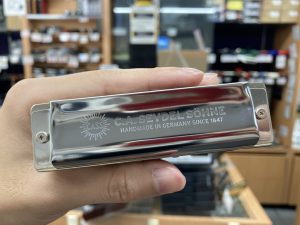 C.A. SEYDEL SÖHNE
HANDMADE IN GERMANY SINCE 1847